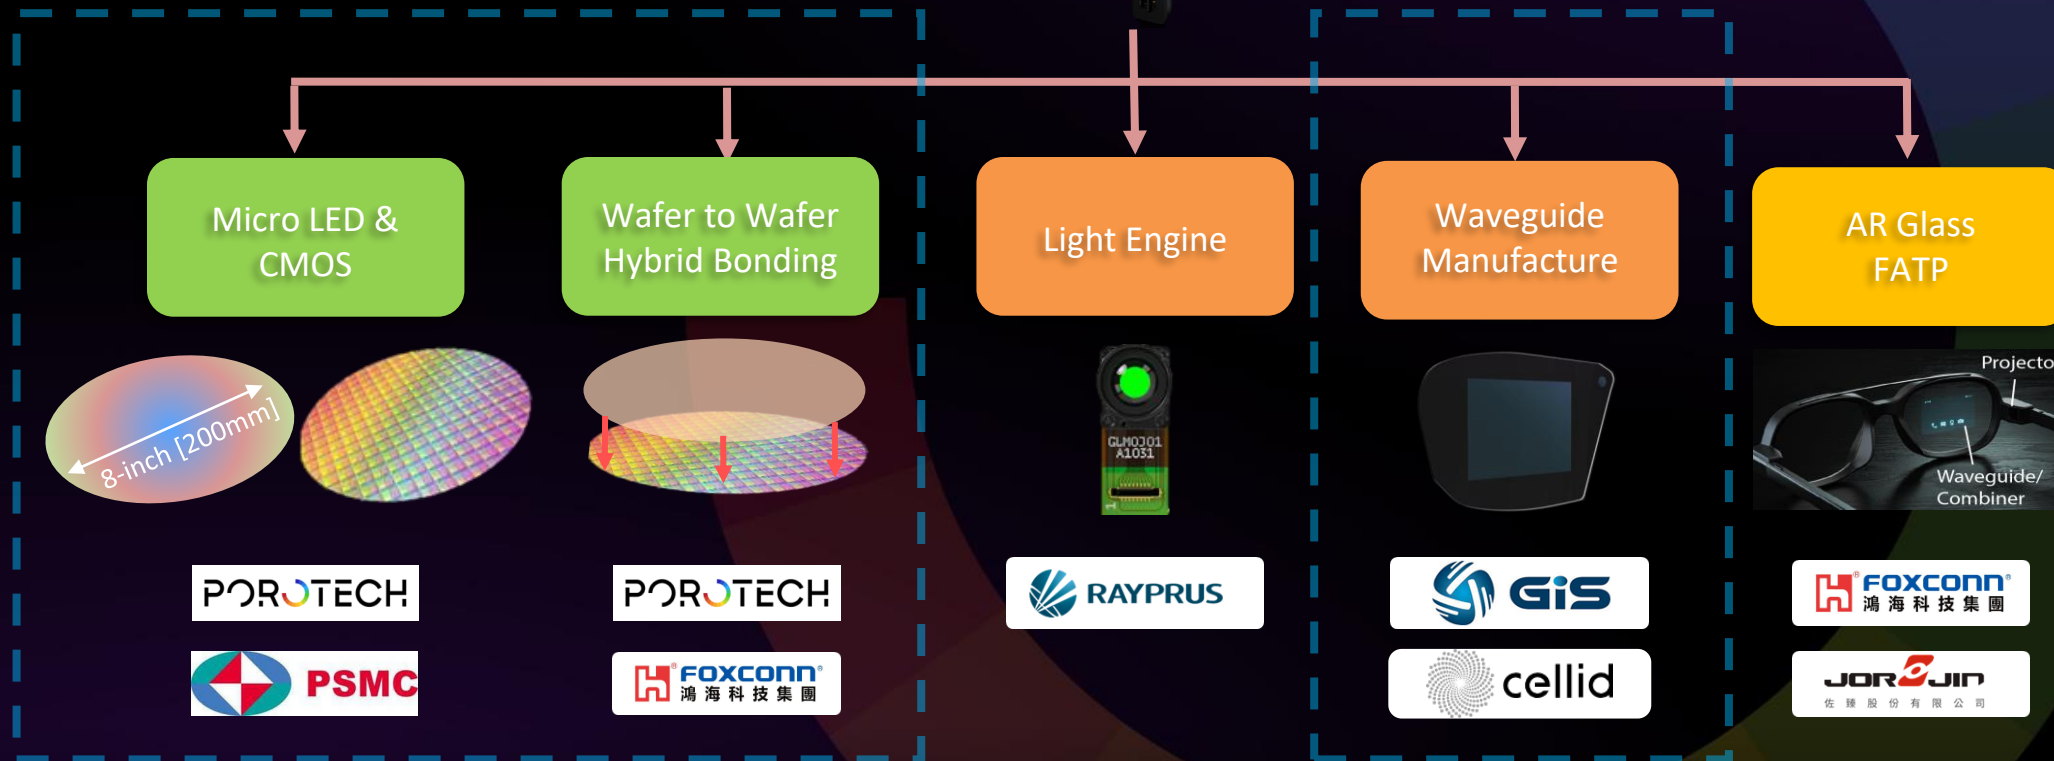 Micro LED &
CMOS
Wafer to Wafer
Hybrid Bonding
Light Engine
Waveguide
Manufacture
AR Glass
FATP
8-inch [200mm]
GLMOJ01
A1031
1
Projecto
Waveguide/
Combiner
POROTECH
PSMC
POROTECH
FOXCONN®
鴻海科技集團
RAYPRUS
GiS
cellid
FOXCONN®
鴻海科技集團
JORJIN
佐臻股份有限公司